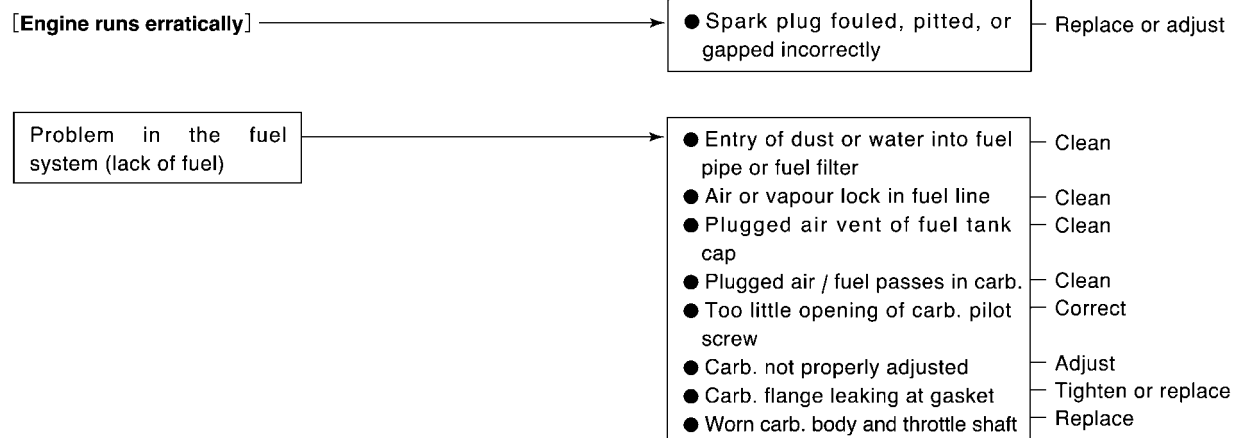 [Engine runs erratically]
● Spark plug fouled, pitted, or
gapped incorrectly
Replace or adjust
Problem in the fuel
system (lack of fuel)
● Entry of dust or water into fuel
pipe or fuel filter
Clean
● Air or vapour lock in fuel line
Clean
● Plugged air vent of fuel tank
cap
Clean
● Plugged air / fuel passes in carb.
Clean
● Too little opening of carb. pilot
screw
Correct
● Carb. not properly adjusted
Adjust
● Carb. flange leaking at gasket
Tighten or replace
● Worn carb. body and throttle shaft
Replace